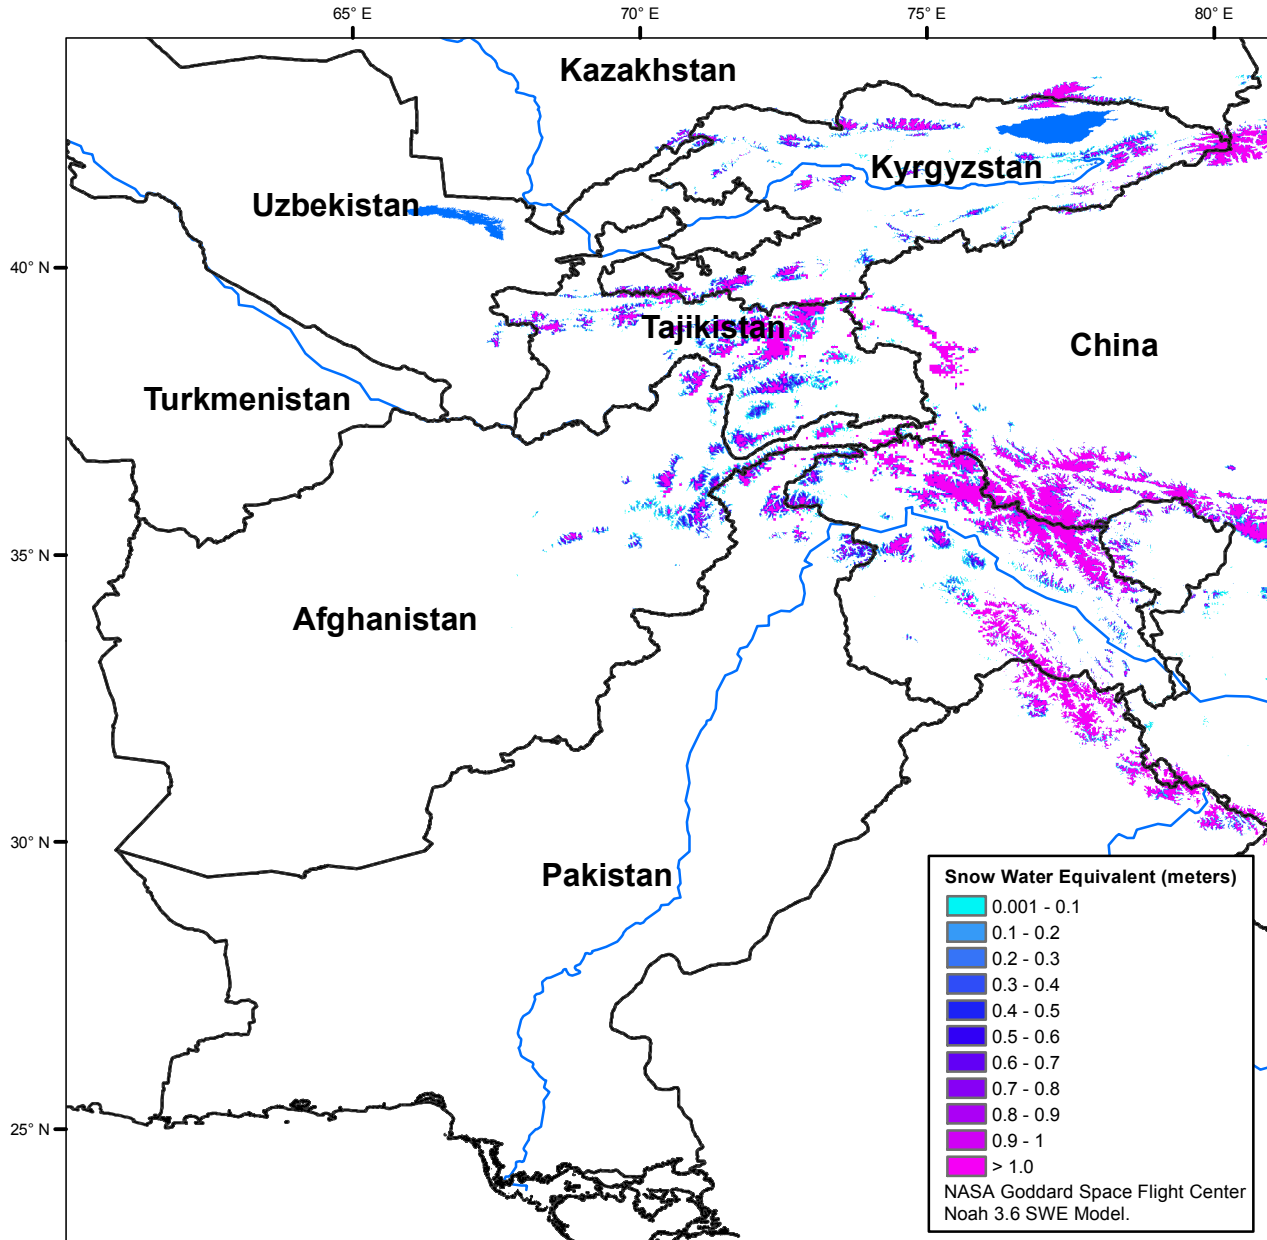 65° E
70° E
75° E
80° E
Kazakhstan
Kyrgyzstan
Uzbekistan
40° N
Tajikistan
China
Turkmenistan
35° N
Afghanistan
30° N
Pakistan
25° N
Snow Water Equivalent (meters)
0.001 - 0.1
0.1 - 0.2
0.2 - 0.3
0.3 - 0.4
0.4 - 0.5
0.5 - 0.6
0.6 - 0.7
0.7 - 0.8
0.8 - 0.9
0.9 - 1
> 1.0
NASA Goddard Space Flight Center
Noah 3.6 SWE Model.